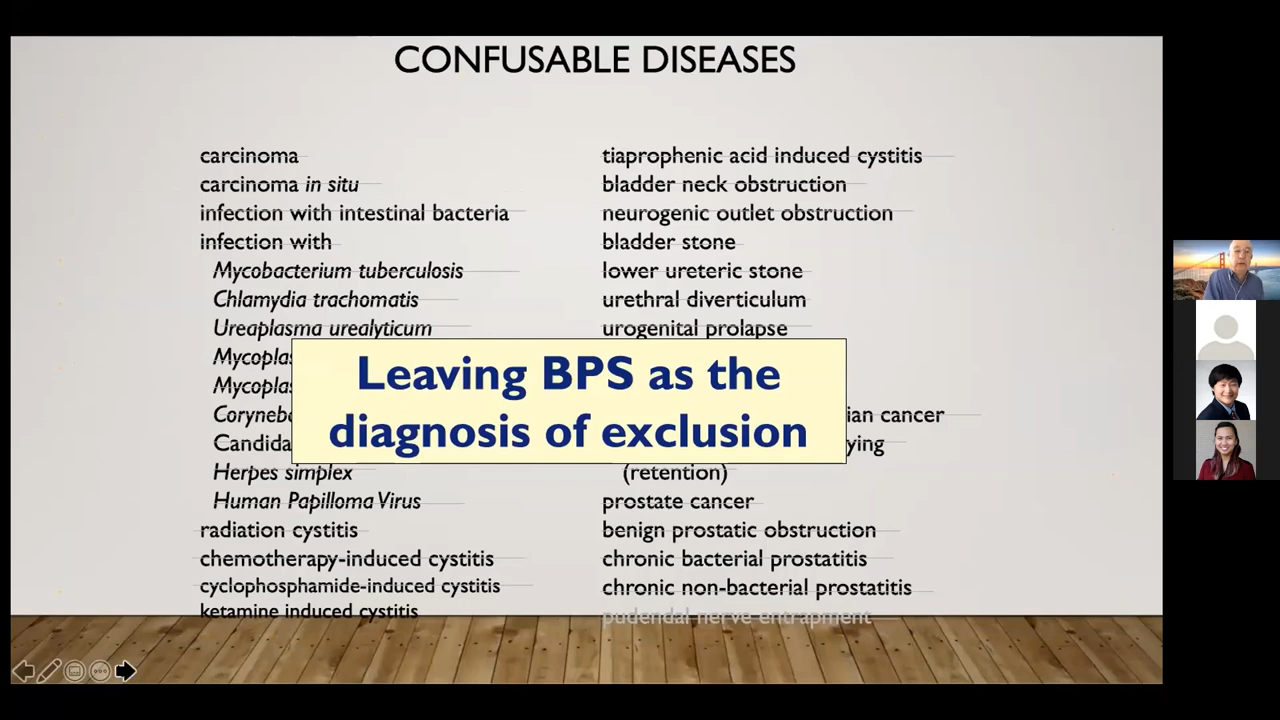 CONFUSABLE DISEASES
carcinoma
carcinoma in situ
infection with intestinal bacteria
infection with
Mycobacterium tuberculosis
Chlamydia trachomatis
Ureaplasma urealyticum
Candida
Herpes simplex
Human Papilloma Virus
radiation cystitis
chemotherapy-induced cystitis
cyclophosphamide-induced cystitis
ketamine induced cystitis
tiaprophenic acid induced cystitis
bladder neck obstruction
neurogenic outlet obstruction
bladder stone
lower ureteric stone
urethral diverticulum
urogenital prolapse
cancer
(retention)
prostate cancer
benign prostatic obstruction
chronic bacterial prostatitis
chronic non-bacterial prostatitis
pudendal nerve entrapment
Leaving BPS as the
diagnosis of exclusion